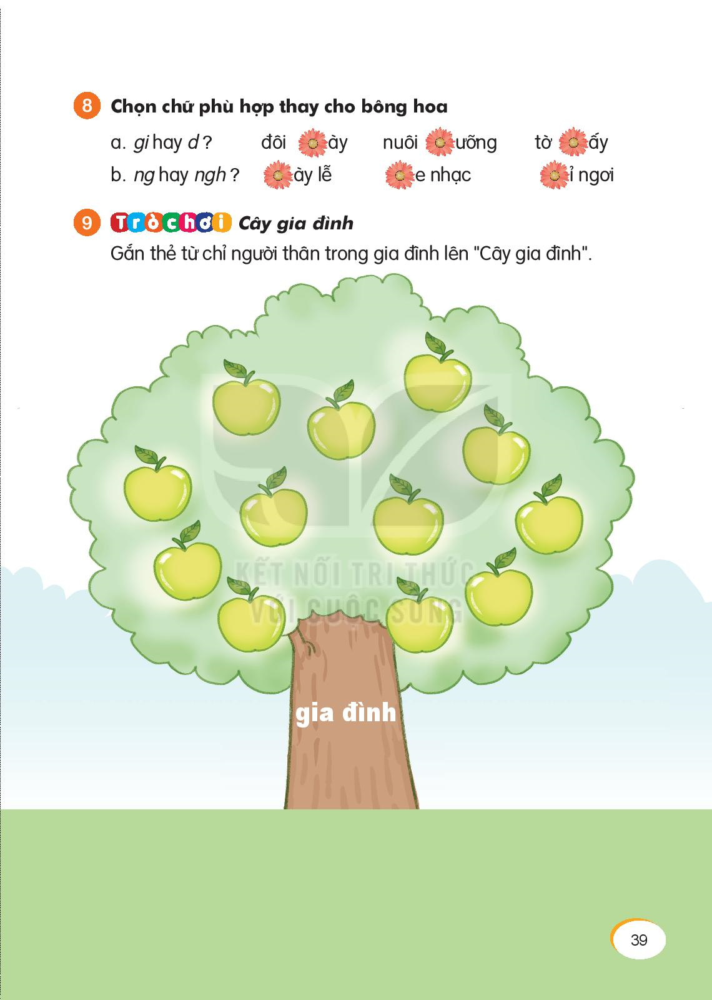 8 Chọn chữ phù hợp thay cho bông hoa
a. gi hay d ? đôi ày nuôi ưỡng tờ ấy
b. ng hay ngh ? ày lễ e nhạc ỉ ngơi
9 Trò chơi Cây gia đình
Gắn thẻ từ chỉ người thân trong gia đình lên "Cây gia đình".
KẾT NỐI TRI THỨC
VỚI CUỘC SỐNG
gia đình
39